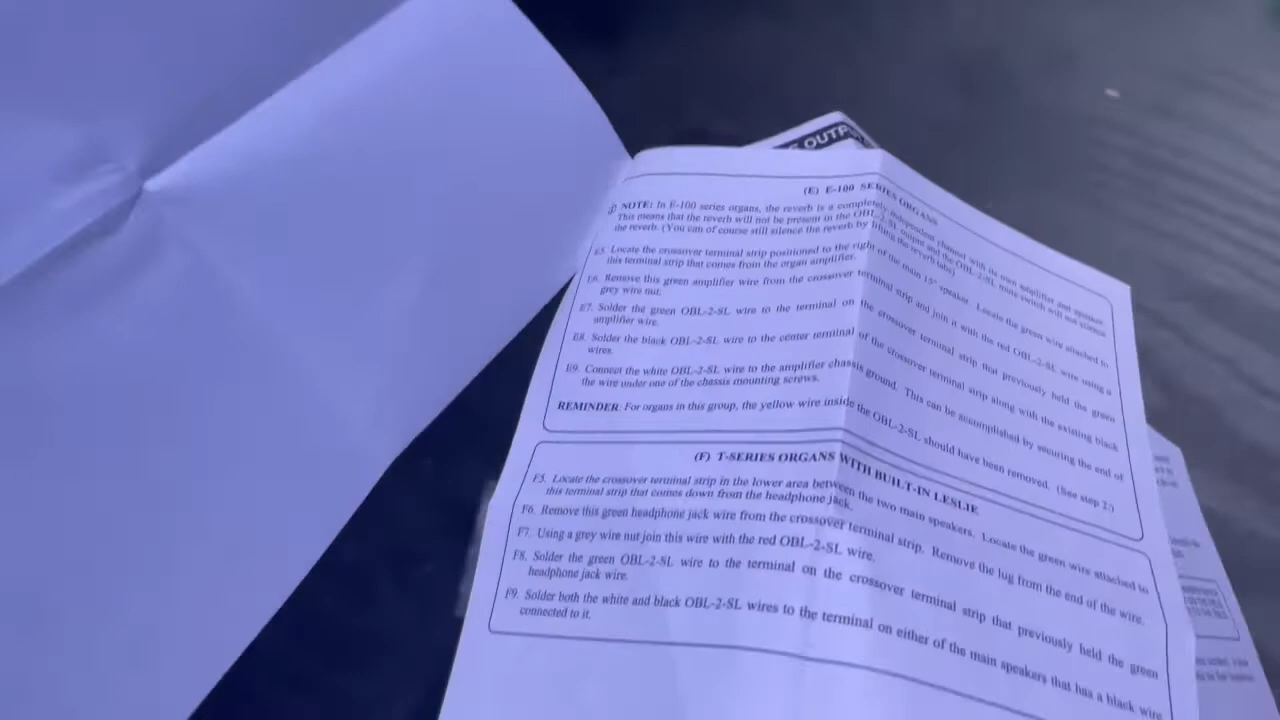 OUTP
(E) E-100 SERIES ORGANS
NOTE: In E-100 series organs, the reverb is a completely independent channel with its own amplifier and speaker.
This means that the reverb will not be present in the OBL-2-SL output and the OBL-2-SL mute switch will not silence
the reverb. (You can of course still silence the reverb by lifting the reverb tabs)
E5. Locate the crossover terminal strip positioned to the right of the main 15" speaker. Locate the green wire attached to
this terminal strip that comes from the organ amplifier.
E6. Remove this green amplifier wire from the crossover terminal strip and join it with the red OBL-2-SL wire using a
grey wire nut.
E7. Solder the green OBL-2-SL wire to the terminal on the crossover terminal strip that previously held the green
amplifier wire.
E8. Solder the black OBL-2-SL wire to the center terminal of the crossover terminal strip along with the existing black
wires.
E9. Connect the white OBL-2-SL wire to the amplifier chassis ground. This can be accomplished by securing the end of
the wire under one of the chassis mounting screws.
REMINDER: For organs in this group, the yellow wire inside the OBL-2-SL should have been removed. (See step 2.)
(F) T-SERIES ORGANS WITH BUILT-IN LESLIE
F5. Locate the crossover terminal strip in the lower area between the two main speakers. Locate the green wire attached to
this terminal strip that comes down from the headphone jack.
F6. Remove this green headphone jack wire from the crossover terminal strip. Remove the lug from the end of the wire.
F7. Using a grey wire nut join this wire with the red OBL-2-SL wire.
F8. Solder the green OBL-2-SL wire to the terminal on the crossover terminal strip that previously held the green
headphone jack wire.
F9. Solder both the white and black OBL-2-SL wires to the terminal on either of the main speakers that has a black wire
connected to it.